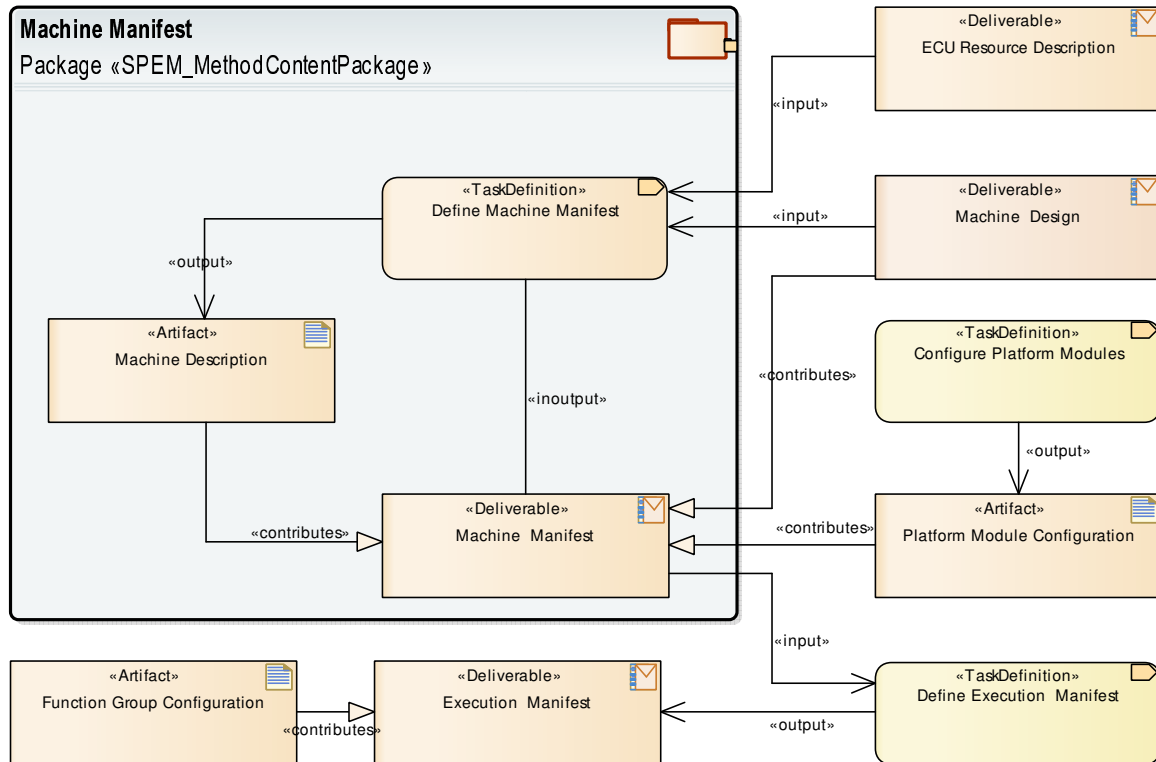 Machine Manifest
Package «SPEM_MethodContentPackage»
«Deliverable»
ECU Resource Description
«input»
«TaskDefinition»
Define Machine Manifest
«Deliverable»
Machine Design
«input»
«output»
«Artifact»
Machine Description
«TaskDefinition»
Configure Platform Modules
«contributes»
«inoutput»
«output»
«Deliverable»
Machine Manifest
«Artifact»
Platform Module Configuration
«contributes»
«contributes»
«input»
«Artifact»
Function Group Configuration
«Deliverable»
Execution Manifest
«TaskDefinition»
Define Execution Manifest
«contributes»
«output»